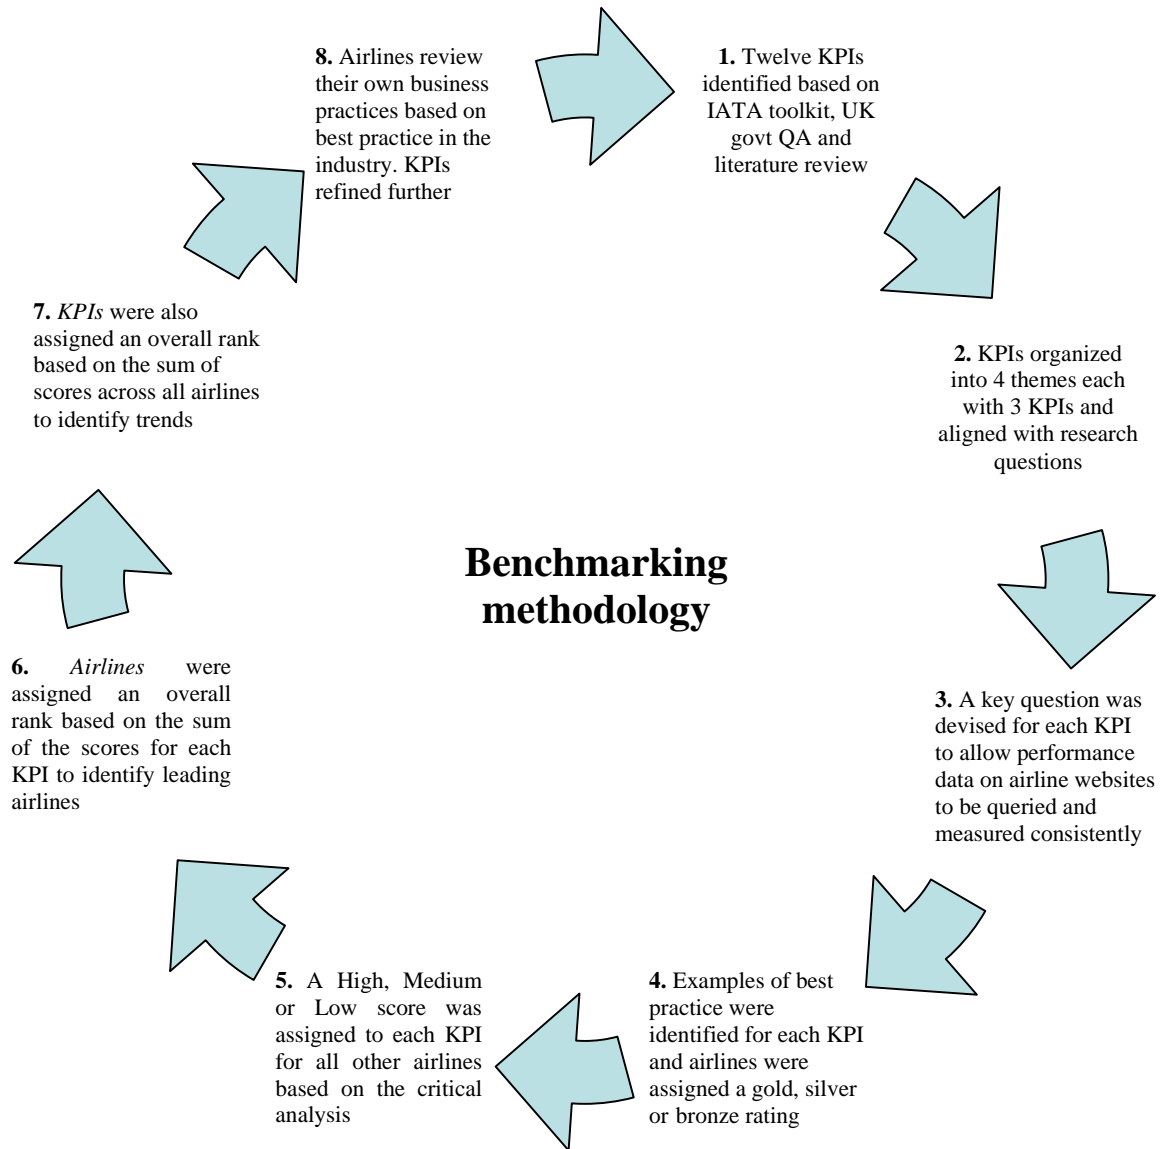 Benchmarking
methodology
1. Twelve KPIs
identified based on
IATA toolkit, UK
govt QA and
literature review
2. KPIs organized
into 4 themes each
with 3 KPIs and
aligned with research
questions
3. A key question was
devised for each KPI
to allow performance
data on airline websites
to be queried and
measured consistently
4. Examples of best
practice were
identified for each KPI
and airlines were
assigned a gold, silver
or bronze rating
5. A High, Medium
or Low score was
assigned to each KPI
for all other airlines
based on the critical
analysis
6. Airlines were
assigned an overall
rank based on the sum
of the scores for each
KPI to identify leading
airlines
7. KPIs were also
assigned an overall rank
based on the sum of
scores across all airlines
to identify trends
8. Airlines review
their own business
practices based on
best practice in the
industry. KPIs
refined further